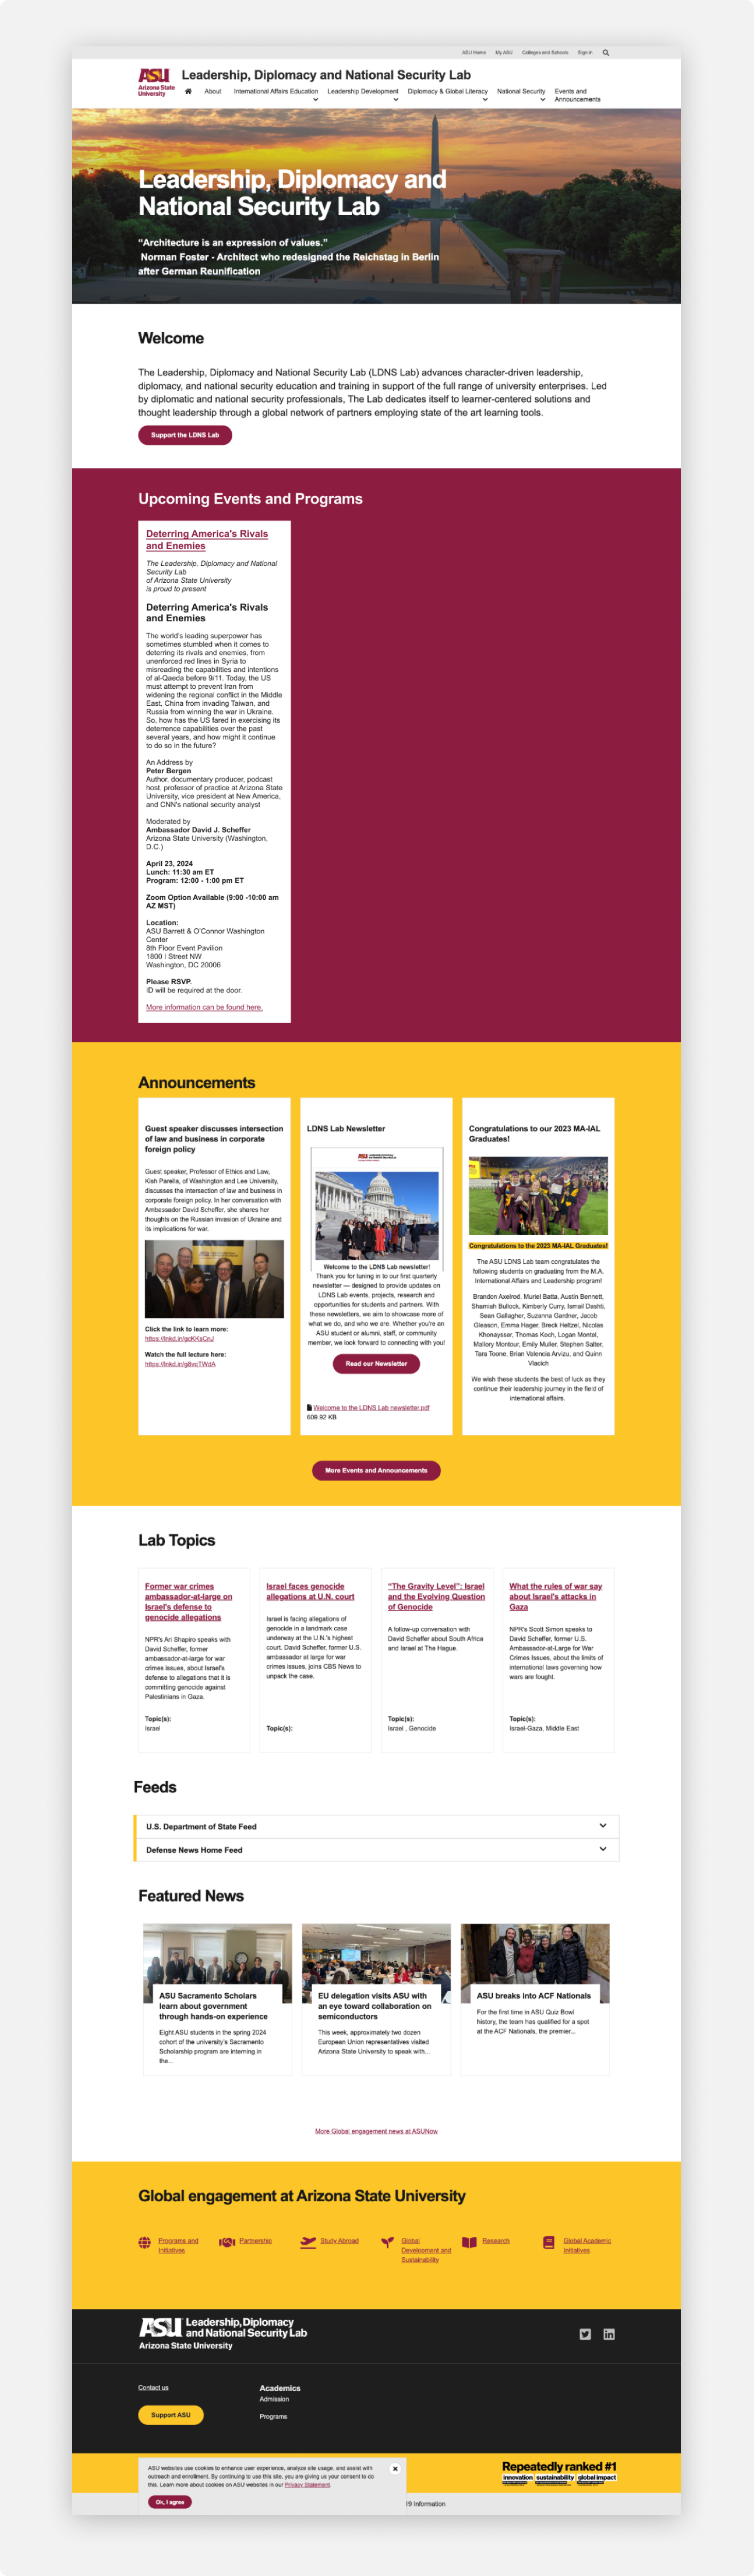 ASU Home My ASU Colleges and Schools Sign In
ASU
Arizona State
University
Leadership, Diplomacy and National Security Lab
About International Affairs Education Leadership Development Diplomacy & Global Literacy National Security Events and
Announcements
Leadership, Diplomacy and
National Security Lab
"Architecture is an expression of values."
Norman Foster - Architect who redesigned the Reichstag in Berlin
after German Reunification
Welcome
The Leadership, Diplomacy and National Security Lab (LDNS Lab) advances character-driven leadership,
diplomacy, and national security education and training in support of the full range of university enterprises. Led
by diplomatic and national security professionals, The Lab dedicates itself to learner-centered solutions and
thought leadership through a global network of partners employing state of the art learning tools.
Support the LDNS Lab
Upcoming Events and Programs
Deterring America's Rivals
and Enemies
The Leadership, Diplomacy and National
Security Lab
of Arizona State University
is proud to present
Deterring America's Rivals
and Enemies
The world's leading superpower has
sometimes stumbled when it comes to
deterring its rivals and enemies, from
unenforced red lines in Syria to
misreading the capabilities and intentions
of al-Qaeda before 9/11. Today, the US
must attempt to prevent Iran from
widening the regional conflict in the Middle
East, China from invading Taiwan, and
Russia from winning the war in Ukraine.
So, how has the US fared in exercising its
deterrence capabilities over the past
several years, and how might it continue
to do so in the future?
An Address by
Peter Bergen
Author, documentary producer, podcast
host, professor of practice at Arizona State
University, vice president at New America,
and CNN's national security analyst
Moderated by
Ambassador David J. Scheffer
Arizona State University (Washington,
D.C.)
April 23, 2024
Lunch: 11:30 am ET
Program: 12:00 - 1:00 pm ET
Zoom Option Available (9:00 -10:00 am
AZ MST)
Location:
ASU Barrett & O'Connor Washington
Center
8th Floor Event Pavilion
1800 I Street NW
Washington, DC 20006
Please RSVP.
ID will be required at the door.
More information can be found here.
Announcements
Guest speaker discusses intersection
of law and business in corporate
foreign policy
Guest speaker, Professor of Ethics and Law,
Kish Parella, of Washington and Lee University,
discusses the intersection of law and business in
corporate foreign policy. In her conversation with
Ambassador David Scheffer, she shares her
thoughts on the Russian invasion of Ukraine and
its implications for war.
Click the link to learn more:
https://lnkd.in/gcKKsCnJ
Watch the full lecture here:
https://lnkd.in/g8vqTWdA
LDNS Lab Newsletter
Welcome to the LDNS Lab newsletter!
Thank you for tuning in to our first quarterly
newsletter — designed to provide updates on
LDNS Lab events, projects, research and
opportunities for students and partners. With
these newsletters, we aim to showcase more of
what we do, and who we are. Whether you're an
ASU student or alumni, staff, or community
member, we look forward to connecting with you!
Read our Newsletter
Welcome to the LDNS Lab newsletter.pdf
609.92 KB
Congratulations to our 2023 MA-IAL
Graduates!
Congratulations to the 2023 MA-IAL Graduates!
The ASU LDNS Lab team congratulates the
following students on graduating from the M.A.
International Affairs and Leadership program!
Brandon Axelrod, Muriel Batta, Austin Bennett,
Shamish Bullock, Kimberly Curry, Ismail Dashti,
Sean Gallagher, Suzanna Gardner, Jacob
Gleason, Emma Hager, Breck Heltzel, Nicolas
Khonaysser, Thomas Koch, Logan Montel,
Mallory Montour, Emily Muller, Stephen Salter,
Tara Toone, Brian Valencia Arvizu, and Quinn
Vlacich
We wish these students the best of luck as they
continue their leadership journey in the field of
international affairs.
More Events and Announcements
Lab Topics
Former war crimes
ambassador-at-large on
Israel's defense to
genocide allegations
NPR's Ari Shapiro speaks with
David Scheffer, former
ambassador-at-large for war
crimes issues, about Israel's
defense to allegations that it is
committing genocide against
Palestinians in Gaza.
Topic(s):
Israel
Israel faces genocide
allegations at U.N. court
Israel is facing allegations of
genocide in a landmark case
underway at the U.N.'s highest
court. David Scheffer, former U.S.
ambassador at large for war
crimes issues, joins CBS News to
unpack the case.
Topic(s):
"The Gravity Level": Israel
and the Evolving Question
of Genocide
A follow-up conversation with
David Scheffer about South Africa
and Israel at The Hague.
Topic(s):
Israel , Genocide
What the rules of war say
about Israel's attacks in
Gaza
NPR's Scott Simon speaks to
David Scheffer, former U.S.
Ambassador-at-Large for War
Crimes Issues, about the limits of
international laws governing how
wars are fought.
Topic(s):
Israel-Gaza, Middle East
Feeds
U.S. Department of State Feed
Defense News Home Feed
Featured News
ASU Sacramento Scholars
learn about government
through hands-on experience
Eight ASU students in the spring 2024
cohort of the university's Sacramento
Scholarship program are interning in
the...
EU delegation visits ASU with
an eye toward collaboration on
semiconductors
This week, approximately two dozen
European Union representatives visited
Arizona State University to speak with...
ASU breaks into ACF Nationals
For the first time in ASU Quiz Bowl
history, the team has qualified for a spot
at the ACF Nationals, the premier...
More Global engagement news at ASUNow
Global engagement at Arizona State University
Programs and
Initiatives
Partnership
Study Abroad
Global
Development and
Sustainability
Research
Global Academic
Initiatives
ASU Leadership, Diplomacy
and National Security Lab
Arizona State University
Contact us
Support ASU
Academics
Admission
Programs
Repeatedly ranked #1
innovation sustainability global impact
ASU websites use cookies to enhance user experience, analyze site usage, and assist with
outreach and enrollment. By continuing to use this site, you are giving us your consent to do
this. Learn more about cookies on ASU websites in our Privacy Statement.
Ok, I agree
19 Information